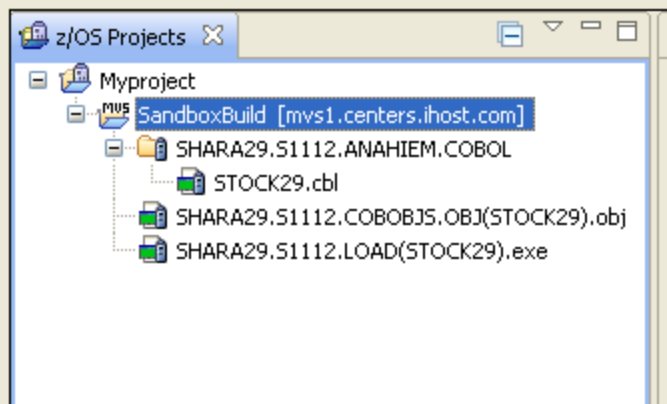 z/OS Projects
Myproject
MVS SandboxBuild [mvs1.centers.ihost.com]
SHARA29.S1112.ANAHIEM.COBOL
STOCK29.cbl
SHARA29.S1112.COBOBJS.OBJ(STOCK29).obj
SHARA29.S1112.LOAD(STOCK29).exe